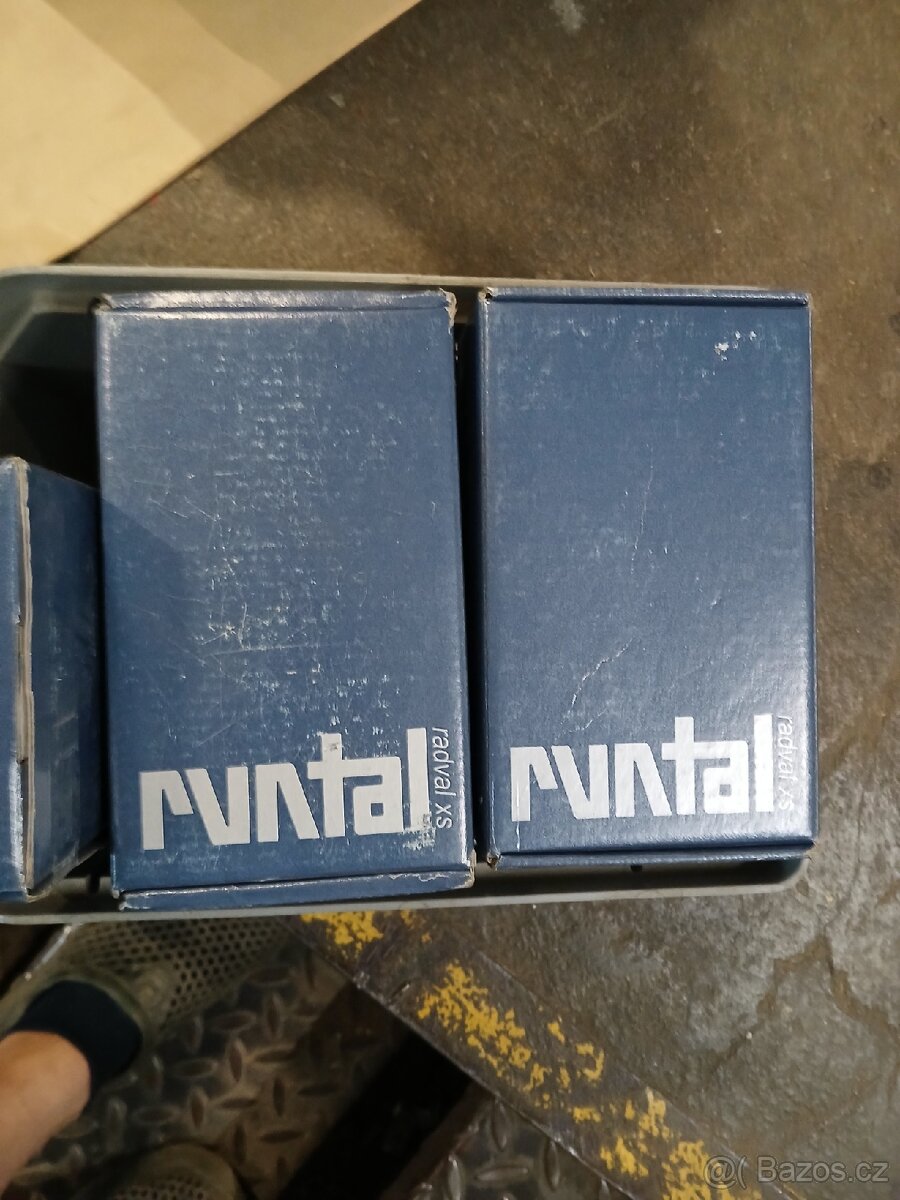 runtal
radval xs
runtal
radval xs
@( Bazos.cz